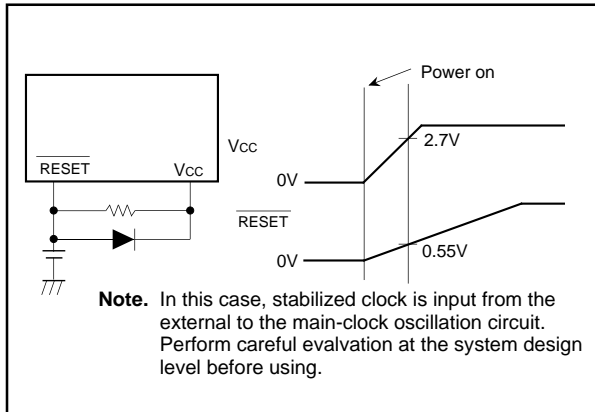 Power on
Vcc
2.7V
RESET
Vcc
0V
RESET
0V
0.55V
Note. In this case, stabilized clock is input from the
external to the main-clock oscillation circuit.
Perform careful evalvation at the system design
level before using.